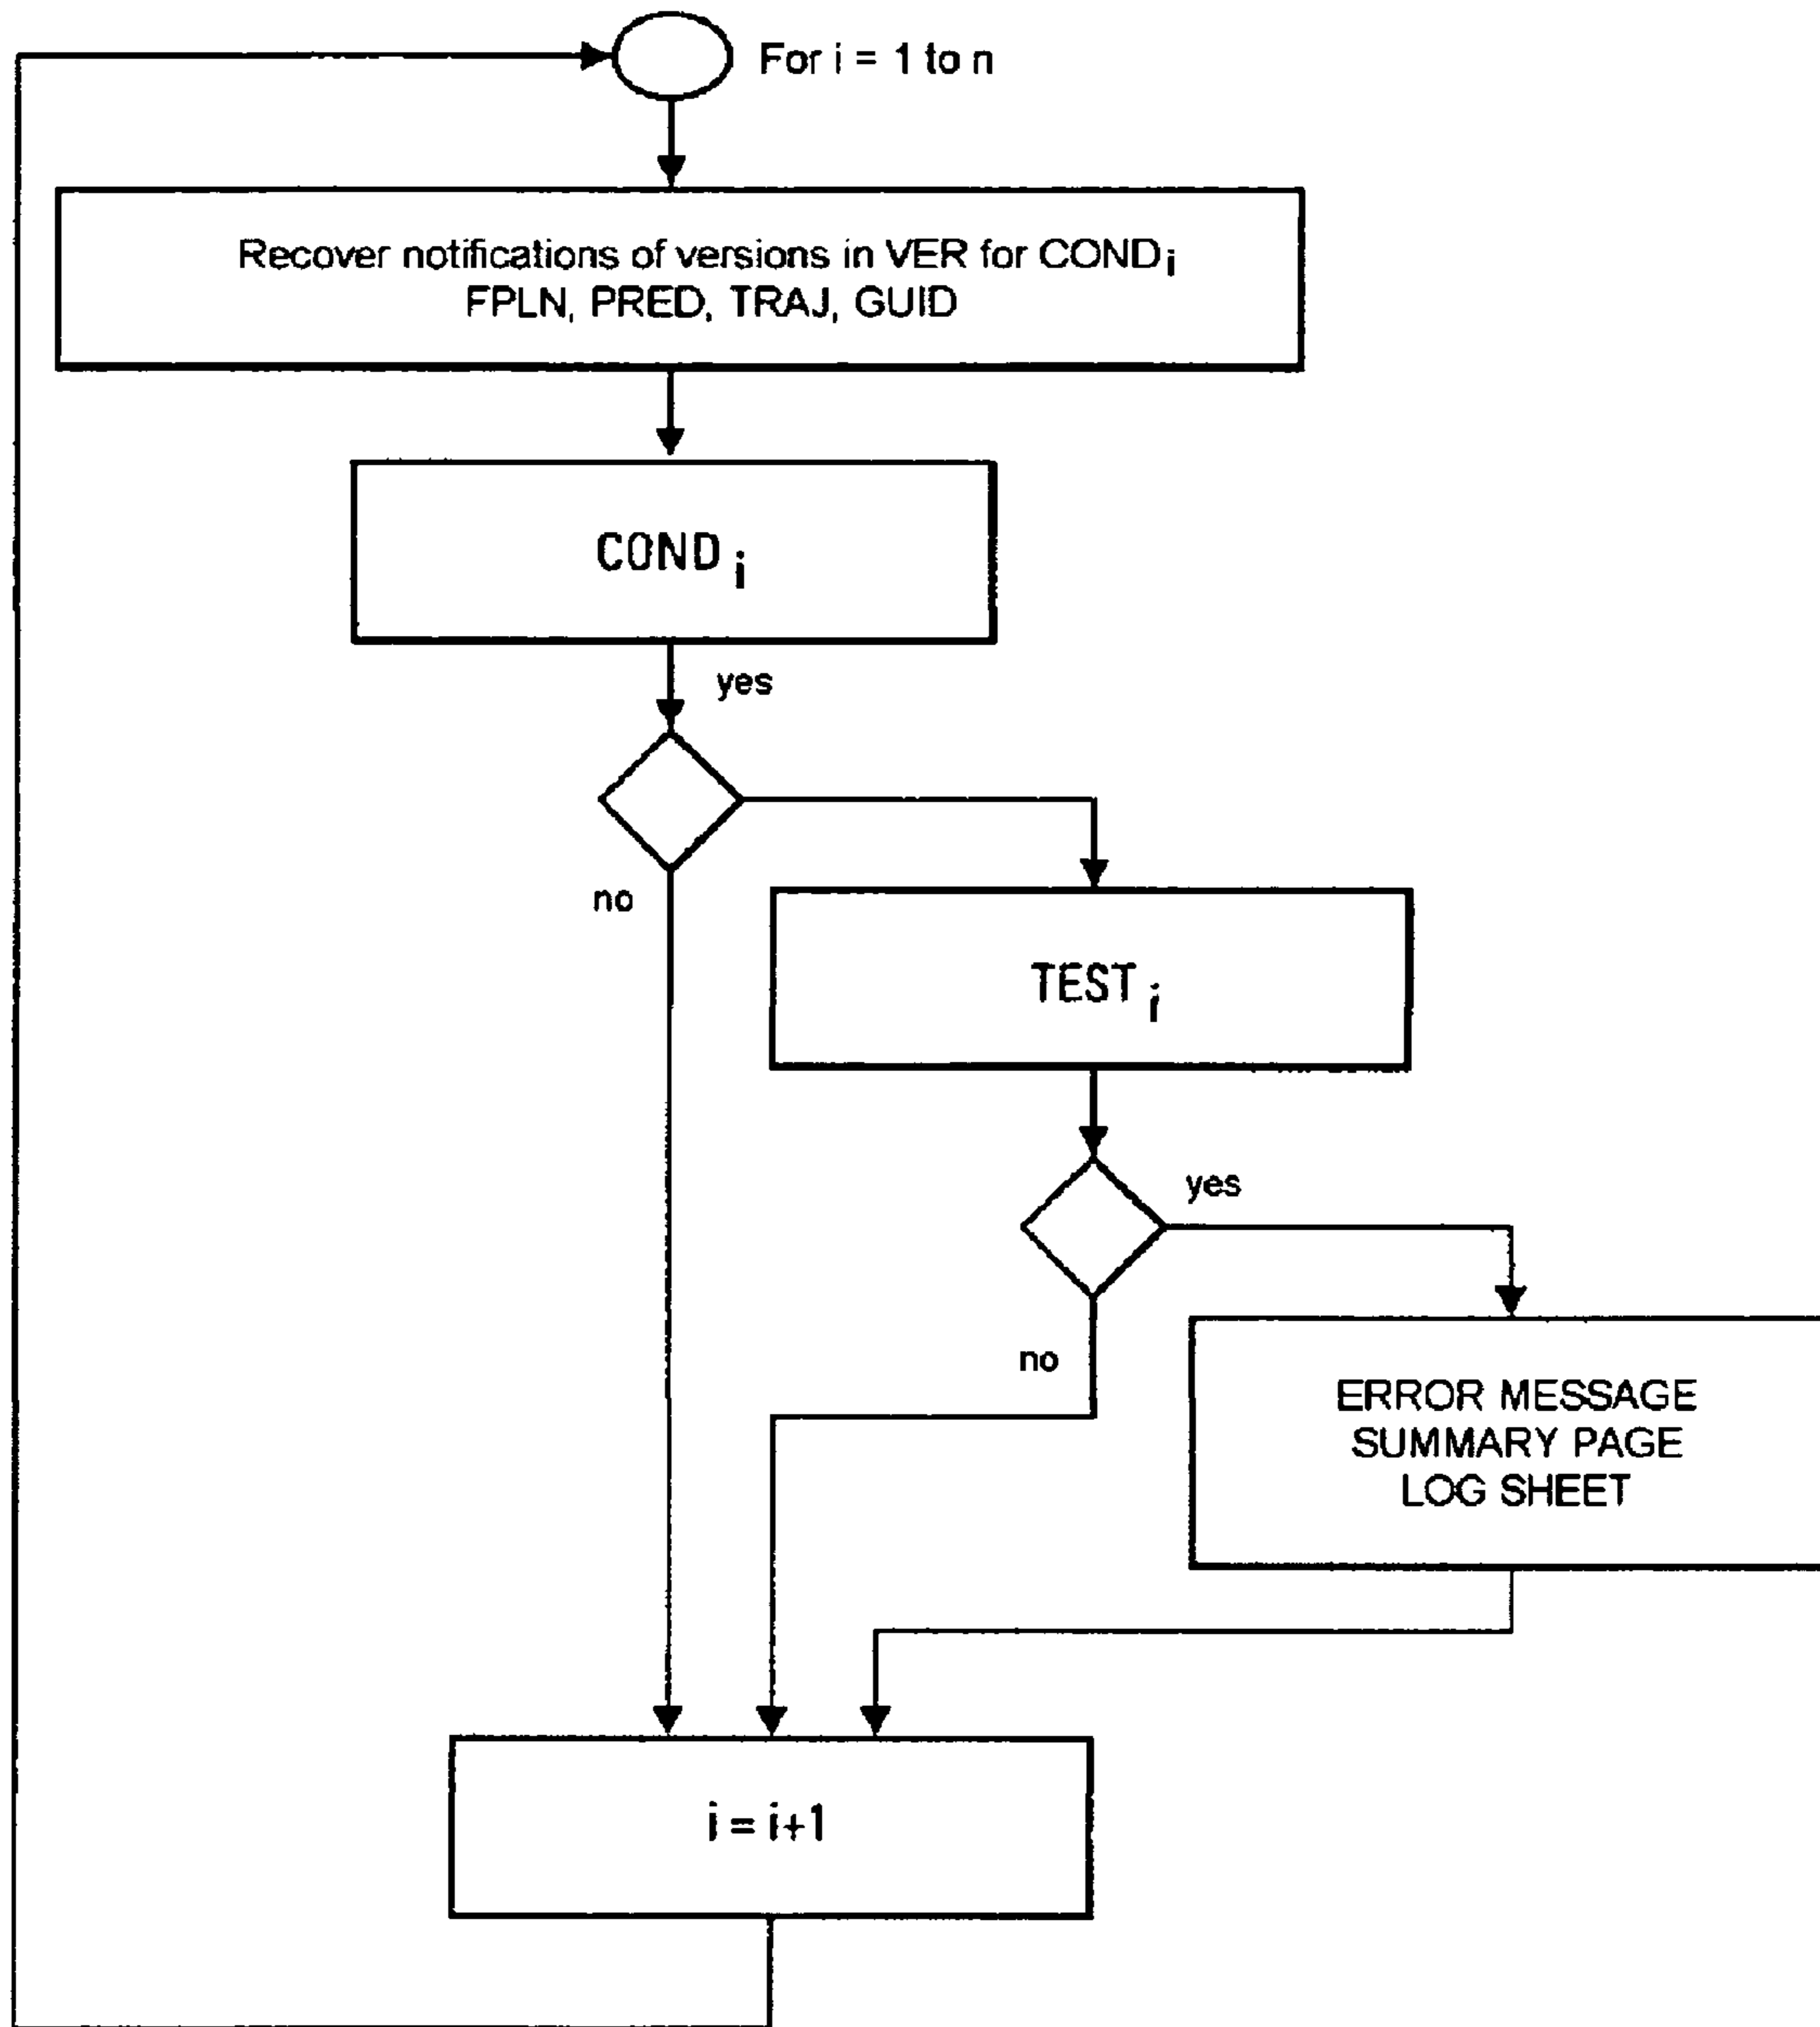 For i = 1 to n
Recover notifications of versions in VER for CONDi
FPLN, PRED, TRAJ, GUID
CONDi
yes
no
TESTi
yes
no
ERROR MESSAGE
SUMMARY PAGE
LOG SHEET
i = i+1